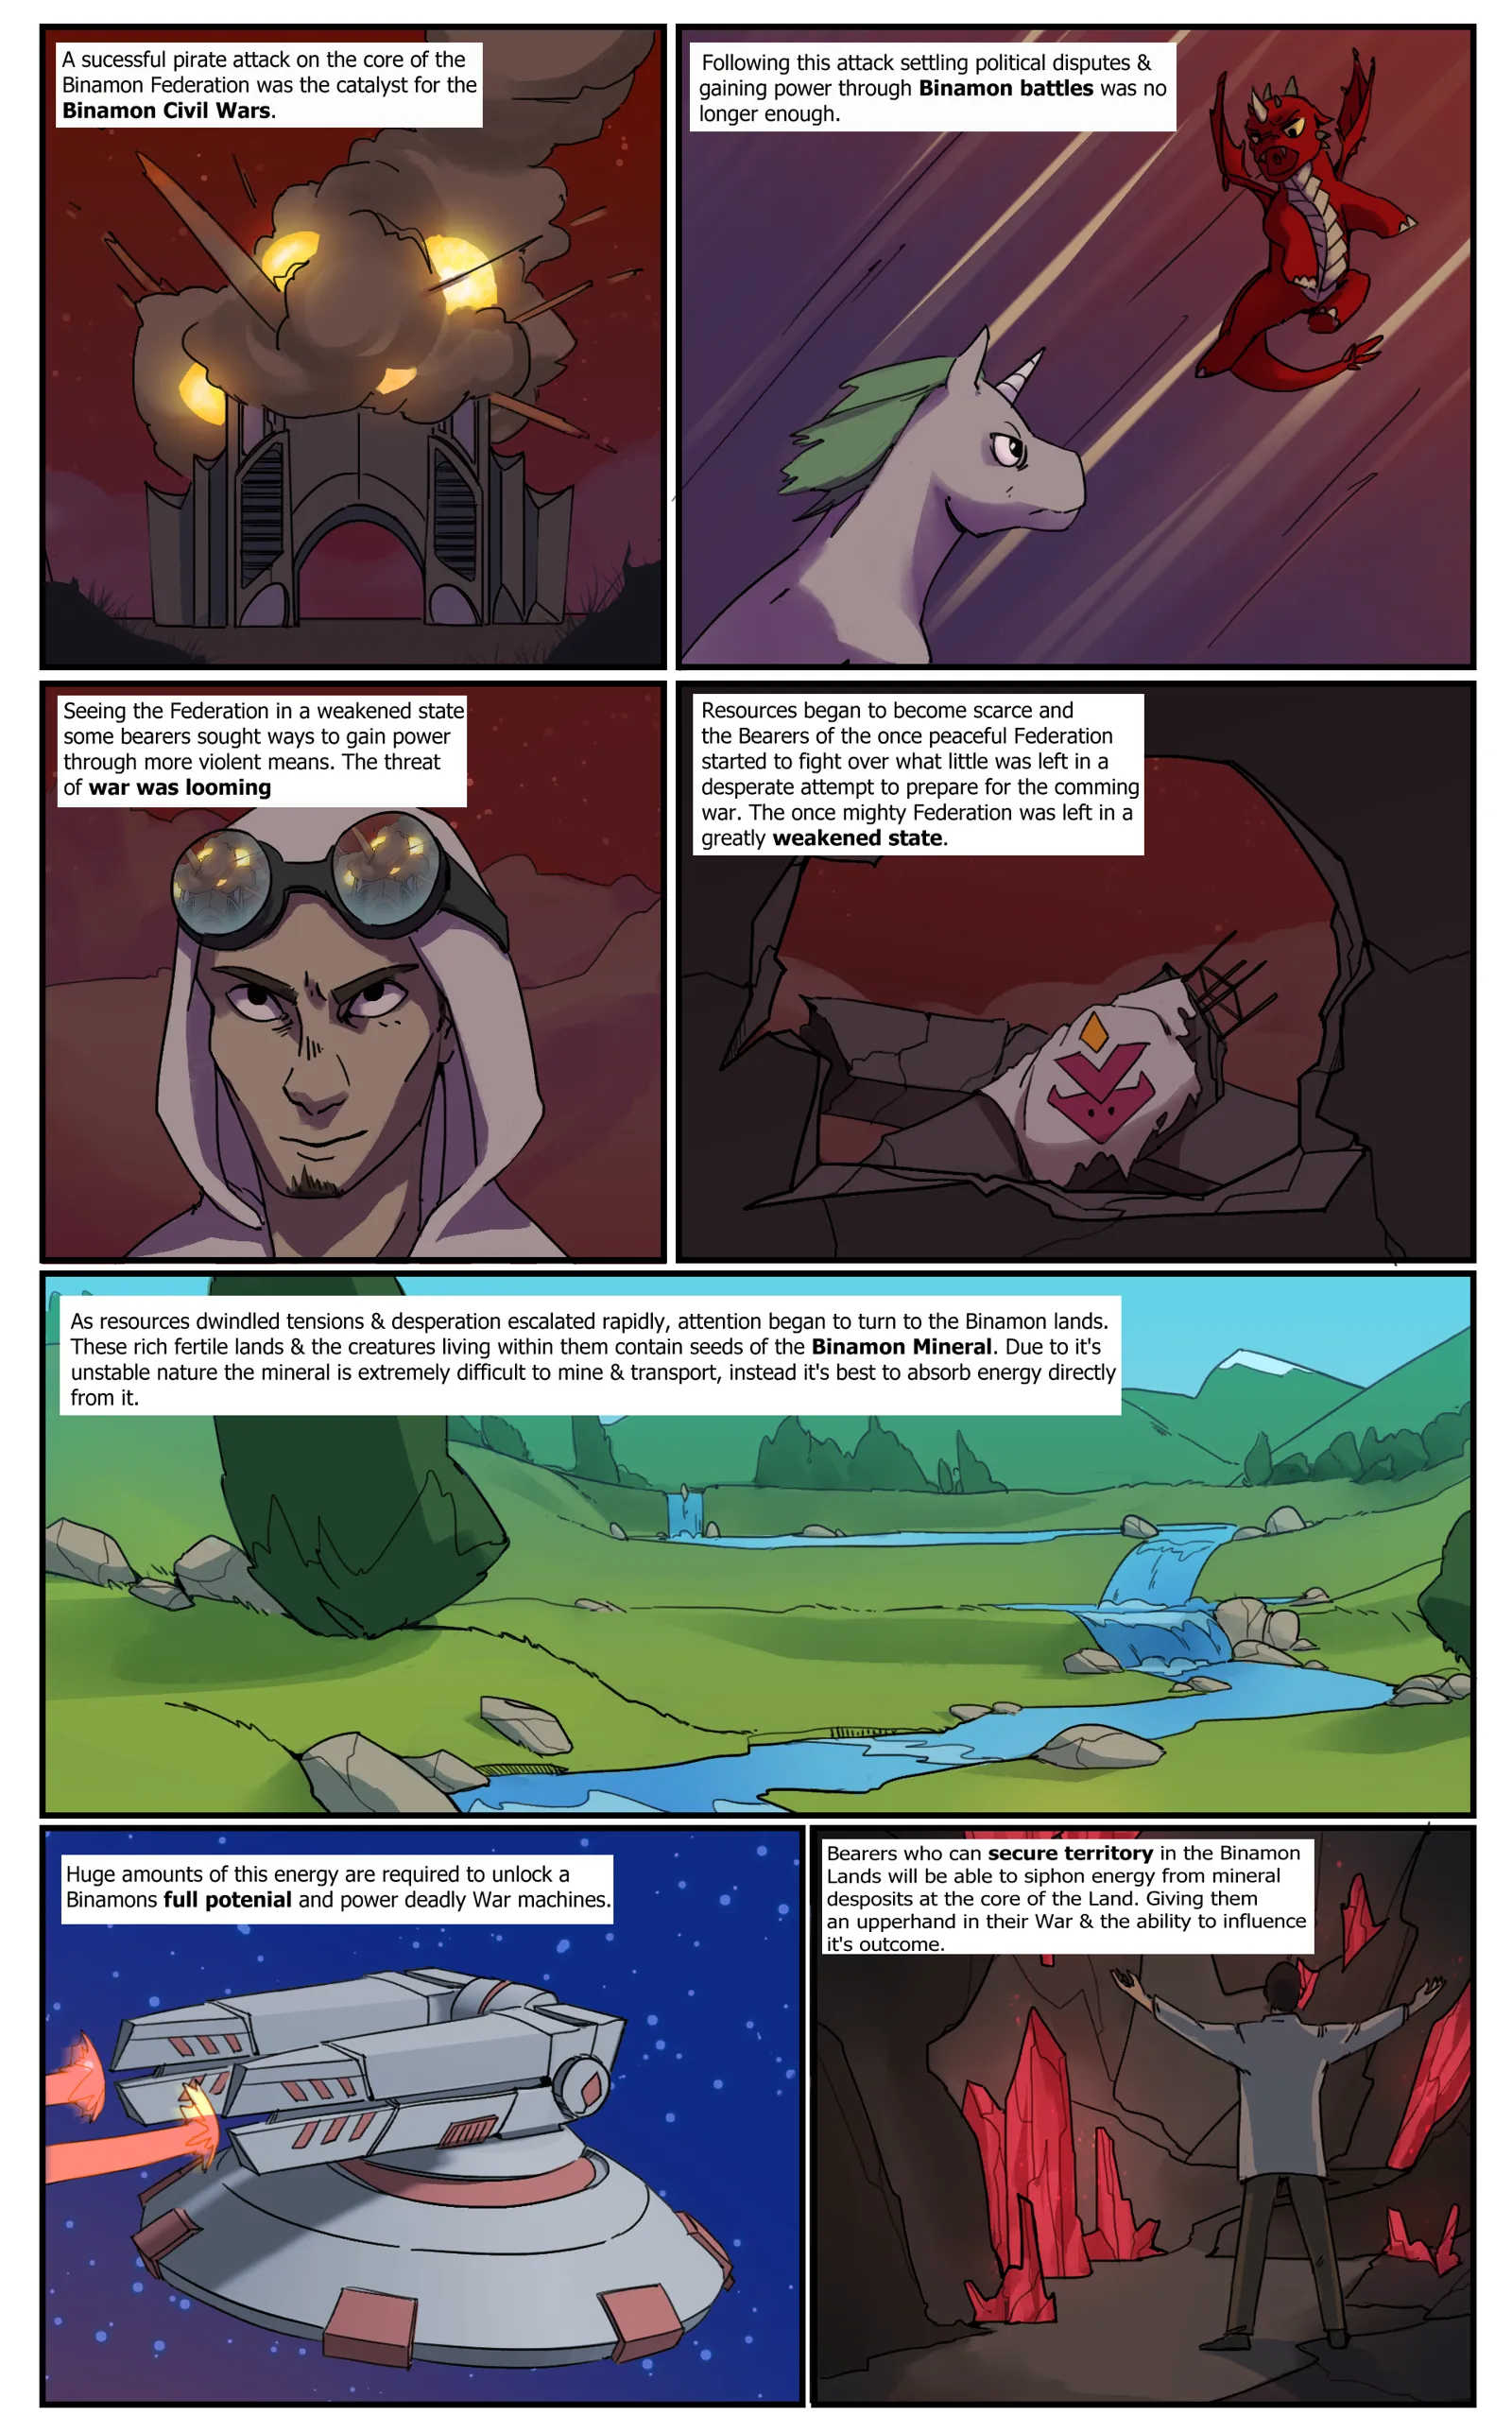 A sucessful pirate attack on the core of the
Binamon Federation was the catalyst for the
Binamon Civil Wars.
Following this attack settling political disputes &
gaining power through Binamon battles was no
longer enough.
Seeing the Federation in a weakened state
some bearers sought ways to gain power
through more violent means. The threat
of war was looming
Resources began to become scarce and
the Bearers of the once peaceful Federation
started to fight over what little was left in a
desperate attempt to prepare for the comming
war. The once mighty Federation was left in a
greatly weakened state.
As resources dwindled tensions & desperation escalated rapidly, attention began to turn to the Binamon lands.
These rich fertile lands & the creatures living within them contain seeds of the Binamon Mineral. Due to it's
unstable nature the mineral is extremely difficult to mine & transport, instead it's best to absorb energy directly
from it.
Huge amounts of this energy are required to unlock a
Binamons full potenial and power deadly War machines.
Bearers who can secure territory in the Binamon
Lands will be able to siphon energy from mineral
desposits at the core of the Land. Giving them
an upperhand in their War & the ability to influence
it's outcome.